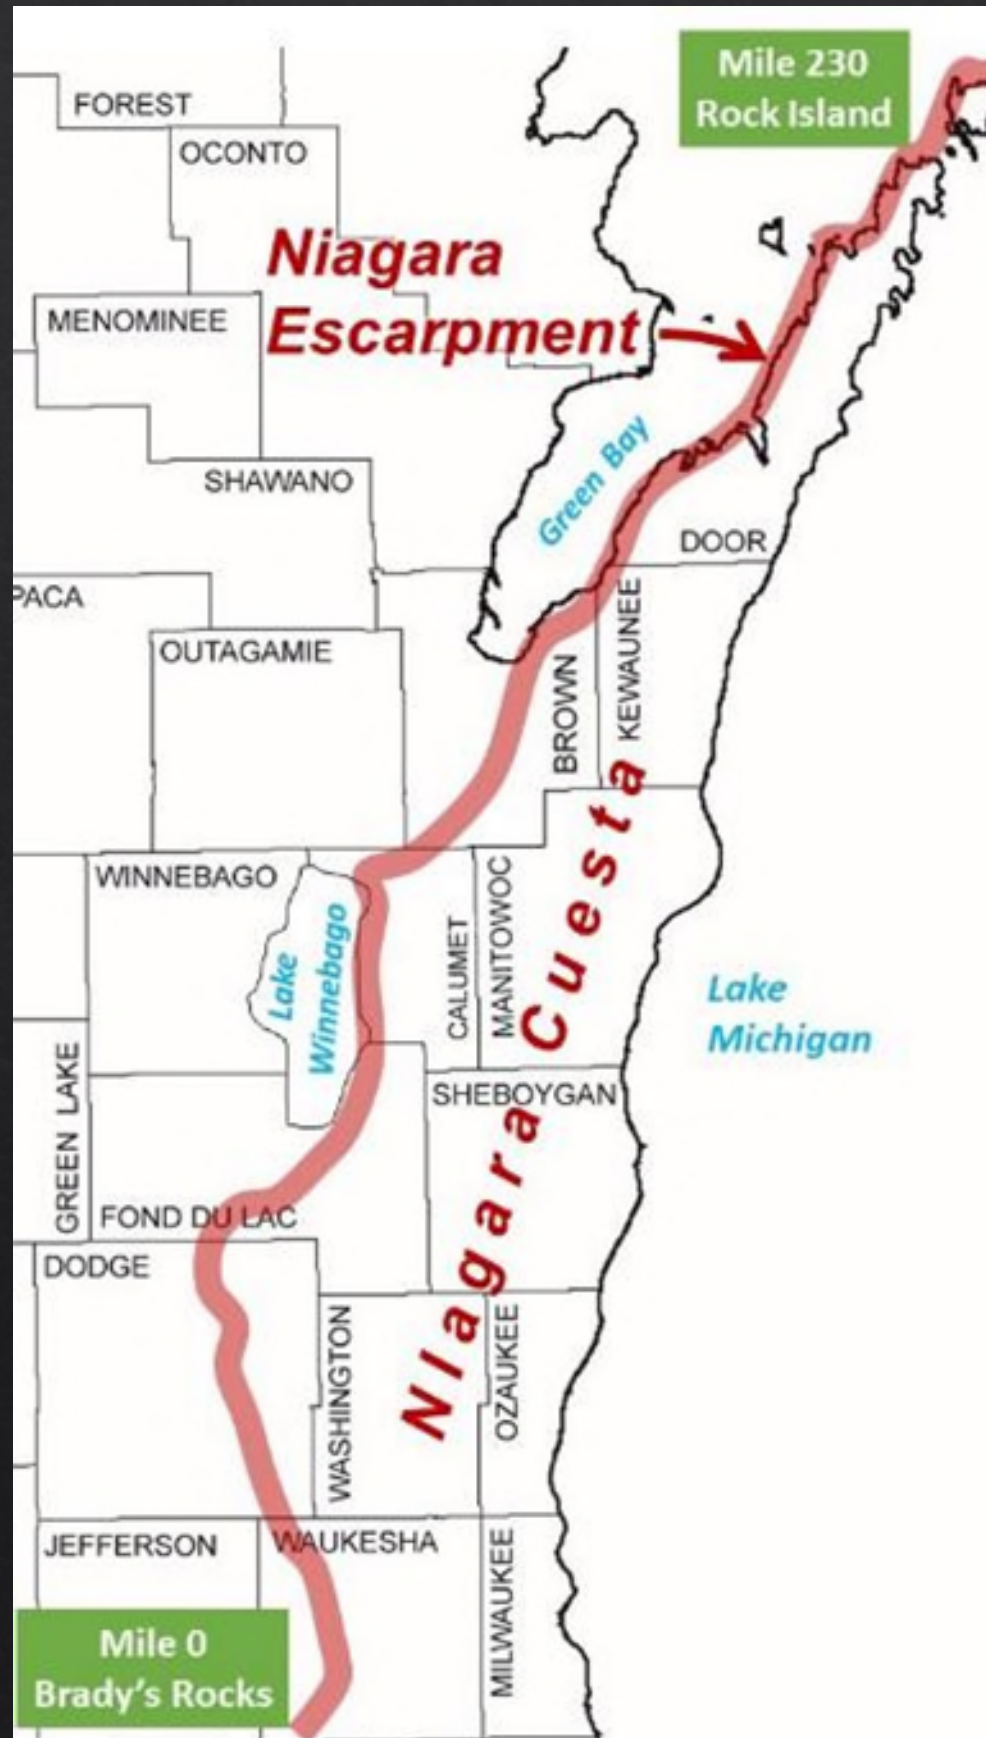 Mile 230
Rock Island
FOREST
OCONTO
Niagara
Escarpment
MENOMINEE
Green Bay
SHAWANO
DOOR
PACA
KEWAUNEE
OUTAGAMIE
BROWN
WINNEBAGO
Lake
Winnebago
CALUMET
MANITOWOC
Lake
Michigan
GREEN LAKE
SHEBOYGAN
NIagara Cuesta
FOND DU LAC
DODGE
WASHINGTON
OZAUKEE
JEFFERSON
WAUKESHA
MILWAUKEE
Mile 0
Brady's Rocks